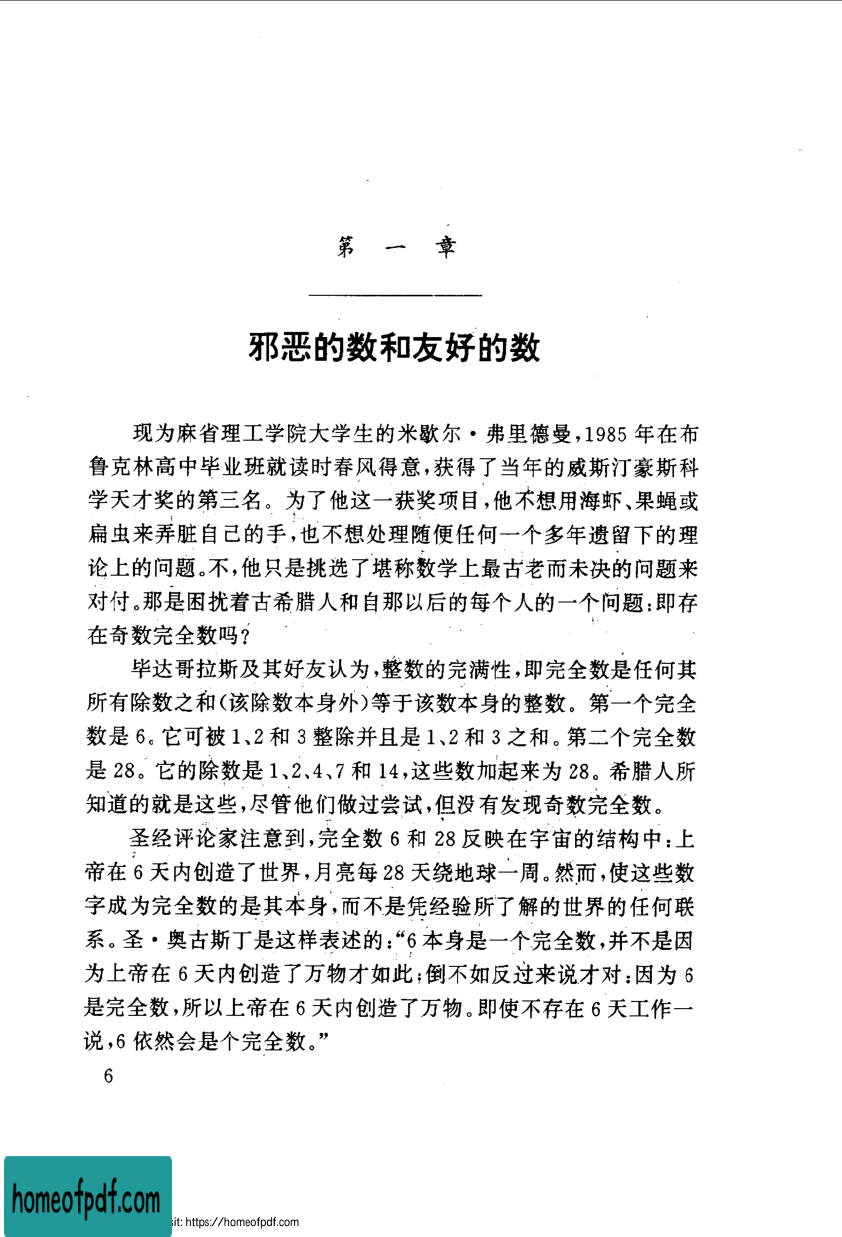 第一章
邪恶的数和友好的数
现为麻省理工学院大学生的米歇尔·弗里德曼,1985 年在布
鲁克林高中毕业班就读时春风得意,获得了当年的威斯汀豪斯科
学天才奖的第三名。为了他这一获奖项目,他不想用海虾、果蝇或
扁虫来弄脏自己的手,也不想处理随便任何一个多年遗留下的理
论上的问题。不,他只是挑选了堪称数学上最古老而未决的问题来
对付。那是困扰着古希腊人和自那以后的每个人的一个问题:即存
在奇数完全数吗?
毕达哥拉斯及其好友认为,整数的完满性,即完全数是任何其
所有除数之和(该除数本身外)等于该数本身的整数。第一个完全
数是 6。它可被 1、2 和 3 整除并且是 1、2 和 3 之和。第二个完全数
是 28。它的除数是 1、2、4、7 和 14,这些数加起来为 28。希腊人所
知道的就是这些,尽管他们做过尝试,但没有发现奇数完全数。
圣经评论家注意到,完全数 6 和 28 反映在宇宙的结构中:上
帝在 6 天内创造了世界,月亮每 28 天绕地球一周。然而,使这些数
字成为完全数的是其本身,而不是凭经验所了解的世界的任何联
系。圣·奥古斯丁是这样表述的:“6 本身是一个完全数,并不是因
为上帝在 6 天内创造了万物才如此;倒不如反过来说才对:因为 6
是完全数,所以上帝在 6 天内创造了万物。即使不存在 6 天工作一
说,6 依然会是个完全数。”
6
homeofpdf.com
sit: https://homeofpdf.com